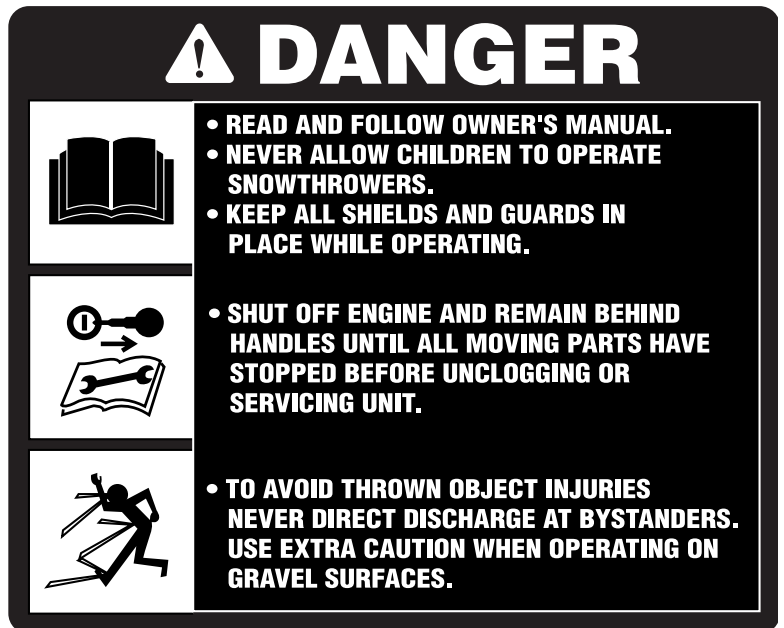 DANGER
• READ AND FOLLOW OWNER'S MANUAL.
• NEVER ALLOW CHILDREN TO OPERATE
SNOWTHROWERS.
• KEEP ALL SHIELDS AND GUARDS IN
PLACE WHILE OPERATING.
• SHUT OFF ENGINE AND REMAIN BEHIND
HANDLES UNTIL ALL MOVING PARTS HAVE
STOPPED BEFORE UNCLOGGING OR
SERVICING UNIT.
• TO AVOID THROWN OBJECT INJURIES
NEVER DIRECT DISCHARGE AT BYSTANDERS.
USE EXTRA CAUTION WHEN OPERATING ON
GRAVEL SURFACES.